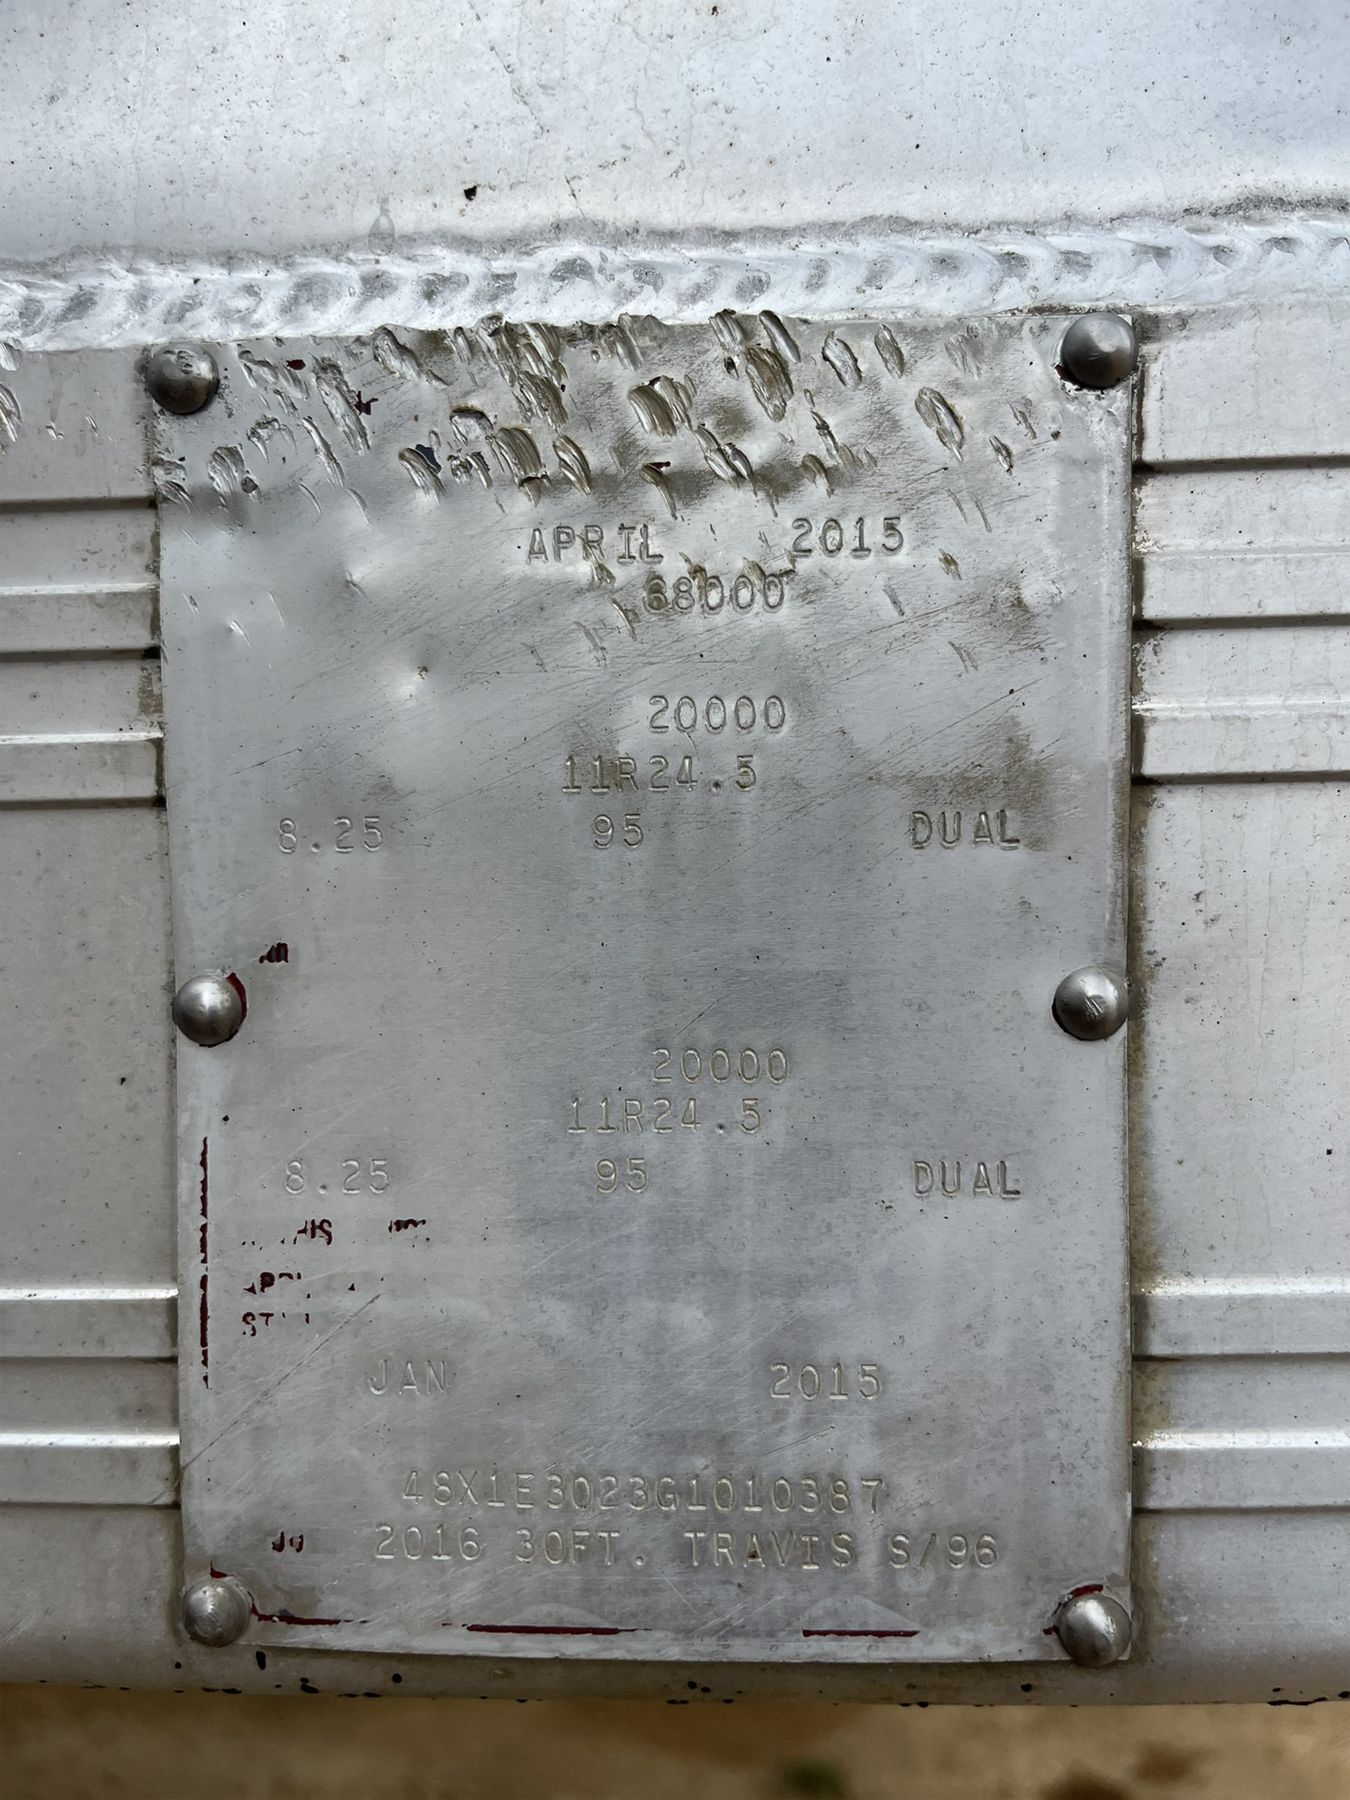 APRIL 2015
68000
20000
11R24.5
8.25 95 DUAL
20000
11R24.5
8.25 95 DUAL
JAN 2015
48X1E3023G1010387
2016 30FT. TRAVIS S/96